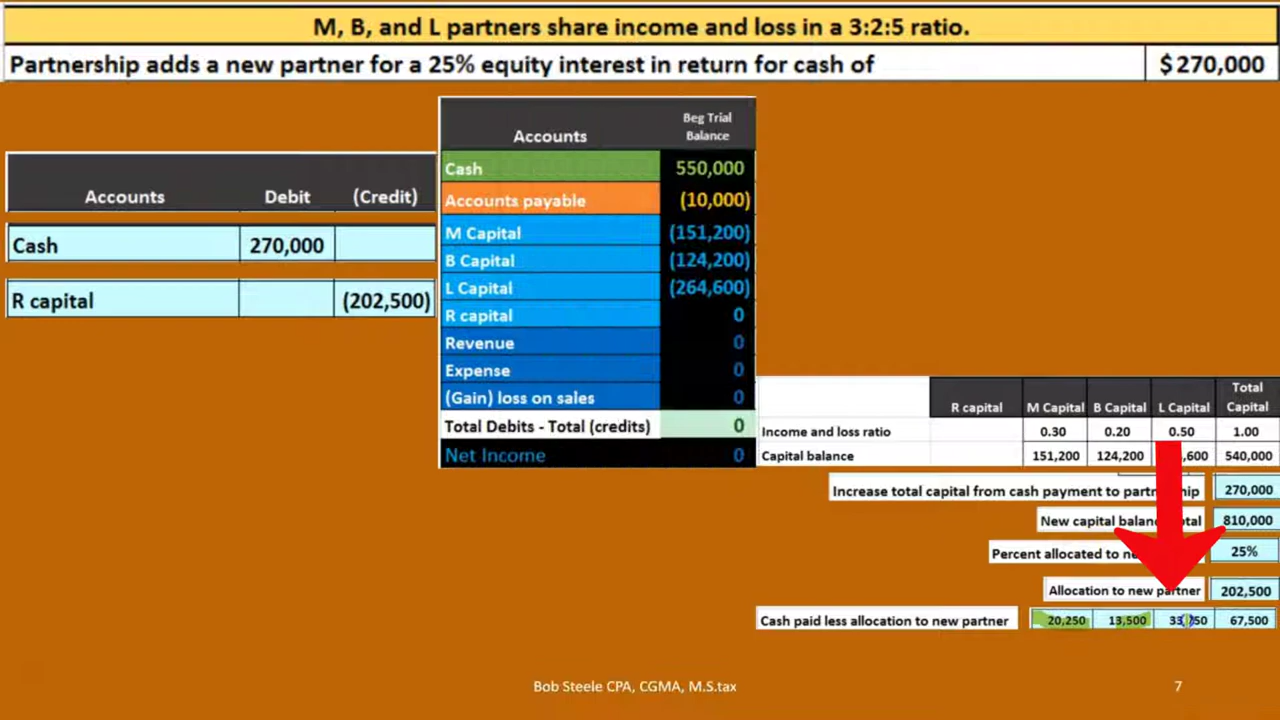 M, B, and L partners share income and loss in a 3:2:5 ratio.
Partnership adds a new partner for a 25% equity interest in return for cash of $270,000
Accounts Debit (Credit)
Cash 270,000
R capital (202,500)
Accounts Beg Trial Balance
Cash 550,000
Accounts payable (10,000)
M Capital (151,200)
B Capital (124,200)
L Capital (264,600)
R capital 0
Revenue 0
Expense 0
(Gain) loss on sales 0
Total Debits - Total (credits) 0
Net Income 0
R capital M Capital B Capital L Capital Total Capital
Income and loss ratio 0.30 0.20 0.50 1.00
Capital balance 151,200 124,200 ,600 540,000
Increase total capital from cash payment to 270,000
New capital 810,000
Percent allocated to 25%
Allocation to new partner 202,500
Cash paid less allocation to new partner 20,250 13,500 67,500
Bob Steele CPA, CGMA, M.S.tax 7